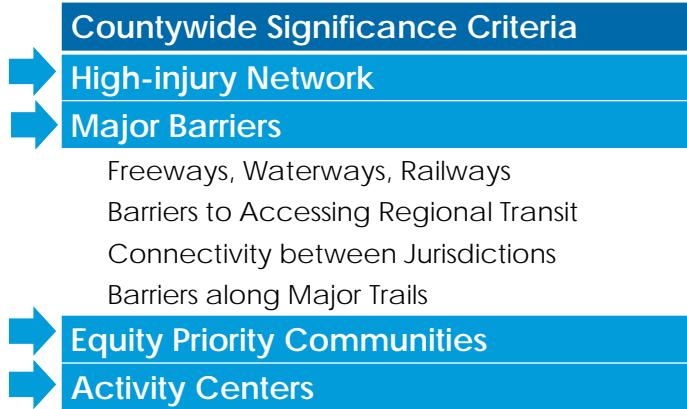 Countywide Significance Criteria
High-injury Network
Major Barriers
Freeways, Waterways, Railways
Barriers to Accessing Regional Transit
Connectivity between Jurisdictions
Barriers along Major Trails
Equity Priority Communities
Activity Centers